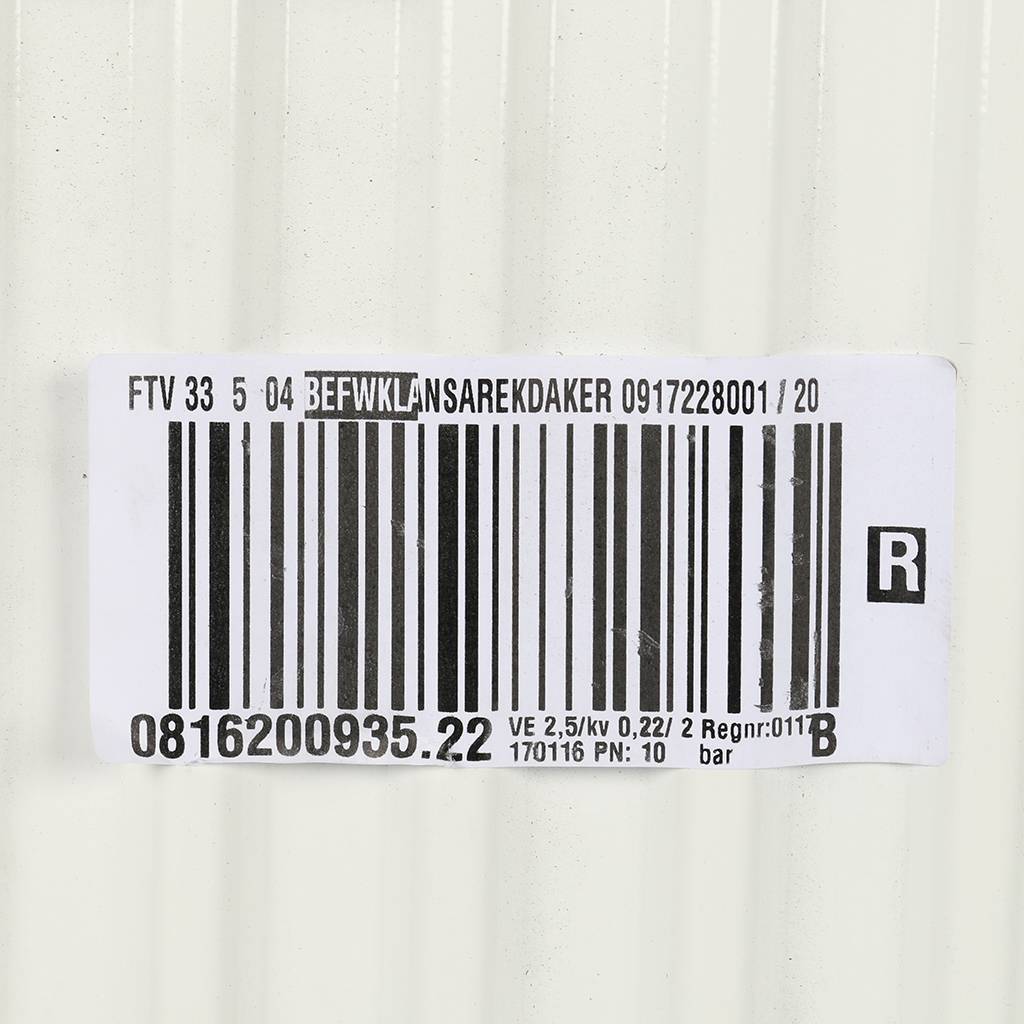 FTV 33 5 04 BEFWKLANSAREKDAKER 0917228001 / 20
R
0816200935.22 VE 2,5/kv 0,22/ 2 Regnr:0117 B
170116 PN: 10 bar